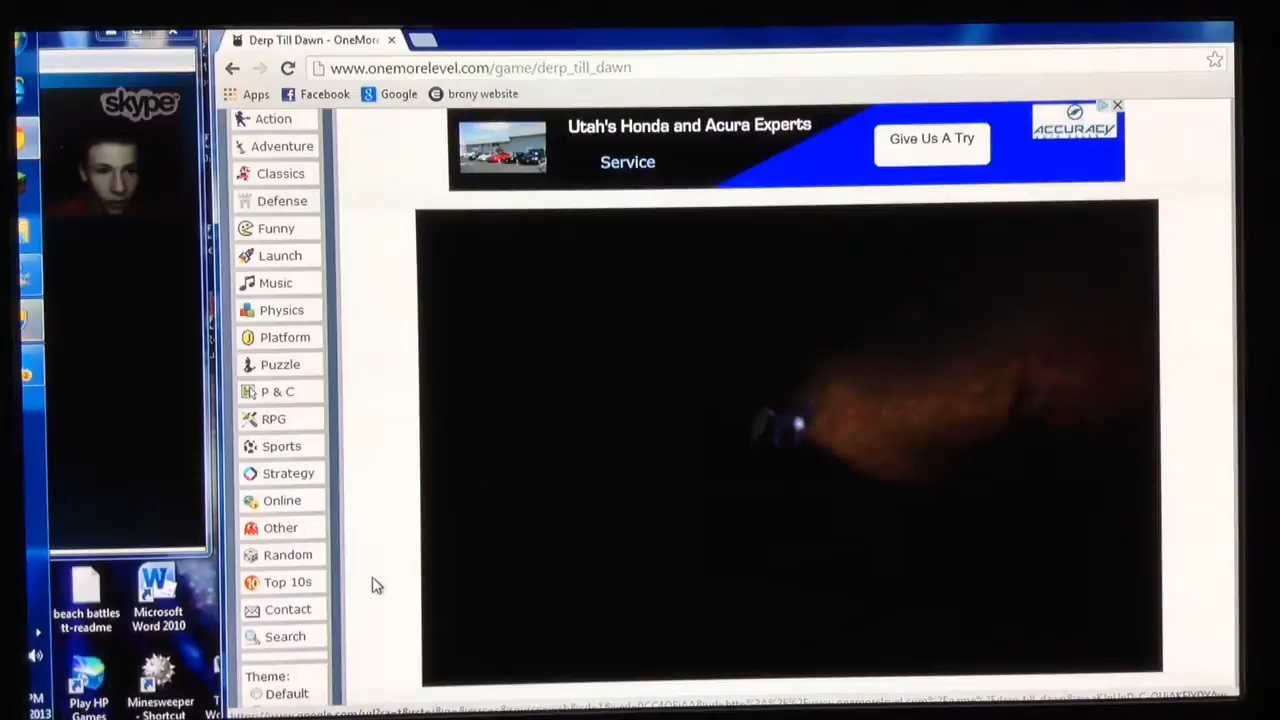 Derp Till Dawn - OneMore
www.onemorelevel.com/game/derp_till_dawn
Apps
Facebook
Google
brony website
skype
Utah's Honda and Acura Experts
Service
Give Us A Try
ACCURACY
Action
Adventure
Classics
Defense
Funny
Launch
Music
Physics
Platform
Puzzle
P & C
RPG
Sports
Strategy
Online
Other
Random
10
Top 10s
Contact
Search
Theme:
Default
beach battles
tt-readme
Microsoft
Word 2010
Play HP
Games
Minesweeper
- Shortcut
PM
2013